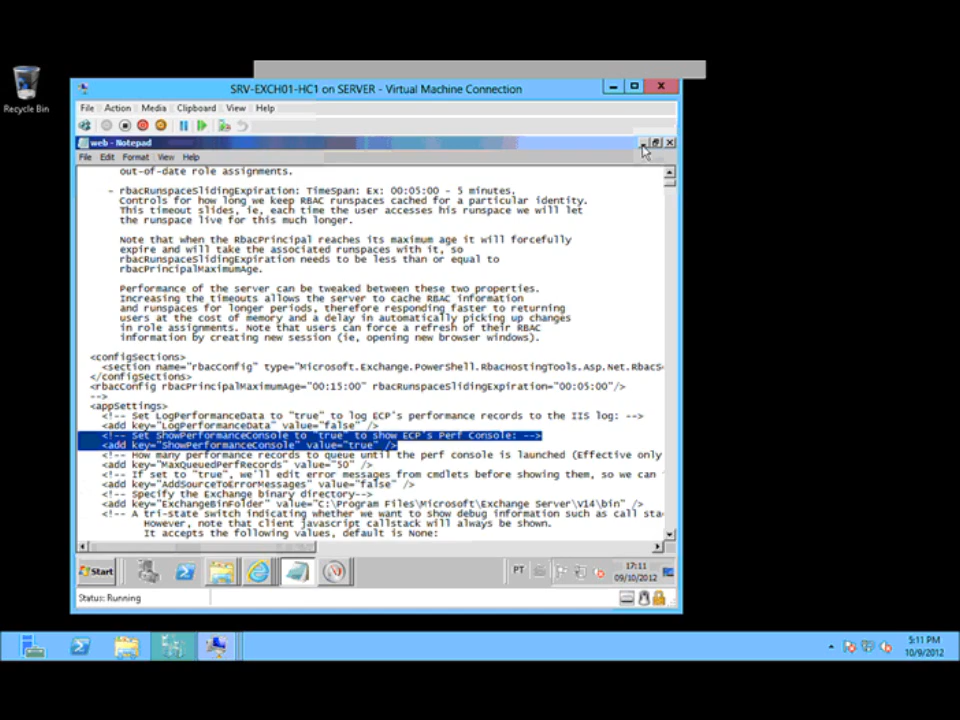 Recycle Bin
SRV-EXCH01-HC1 on SERVER - Virtual Machine Connection
File Action Media Clipboard View Help
web - Notepad
File Edit Format View Help
out-of-date role assignments.
- rbacRunspaceSlidingExpiration: TimeSpan: Ex: 00:05:00 - 5 minutes.
Controls for how long we keep RBAC runspaces cached for a particular identity.
This timeout slides, ie, each time the user accesses his runspace we will let
the runspace live for this much longer.
Note that when the RbacPrincipal reaches its maximum age it will forcefully
expire and will take the associated runspaces with it, so
rbacRunspaceSlidingExpiration needs to be less than or equal to
rbacPrincipalMaximumAge.
Performance of the server can be tweaked between these two properties.
Increasing the timeouts allows the server to cache RBAC information
and runspaces for longer periods, therefore responding faster to returning
users at the cost of memory and a delay in automatically picking up changes
in role assignments. Note that users can force a refresh of their RBAC
information by creating new session (ie, opening new browser windows).
<configSections>
<section name="rbacConfig" type="Microsoft.Exchange.PowerShell.RbacHostingTools.Asp.Net.RbacS
</configSections>
<rbacConfig rbacPrincipalMaximumAge="00:15:00" rbacRunspaceSlidingExpiration="00:05:00"/>
-->
<appSettings>
<!-- Set LogPerformanceData to "true" to log ECP's performance records to the IIS log: -->
<add key="LogPerformanceData" value="false" />
<!-- Set ShowPerformanceConsole to "true" to show ECP's Perf Console: -->
<add key="ShowPerformanceConsole" value="true" />
<!-- How many performance records to queue until the perf console is launched (Effective only
<add key="MaxQueuedPerfRecords" value="50" />
<!-- If set to "true", we'll edit error messages from cmdlets before showing them, so we can
<add key="AddSourceToErrorMessages" value="false" />
<!-- Specify the Exchange binary directory-->
<add key="ExchangeBinFolder" value="C:\Program Files\Microsoft\Exchange Server\V14\bin" />
<!-- A tri-state switch indicating whether we want to show debug information such as call sta
However, note that client javascript callstack will always be shown.
It accepts the following values, default is None:
Start
PT
17:11
09/10/2012
Status: Running
5:11 PM
10/9/2012